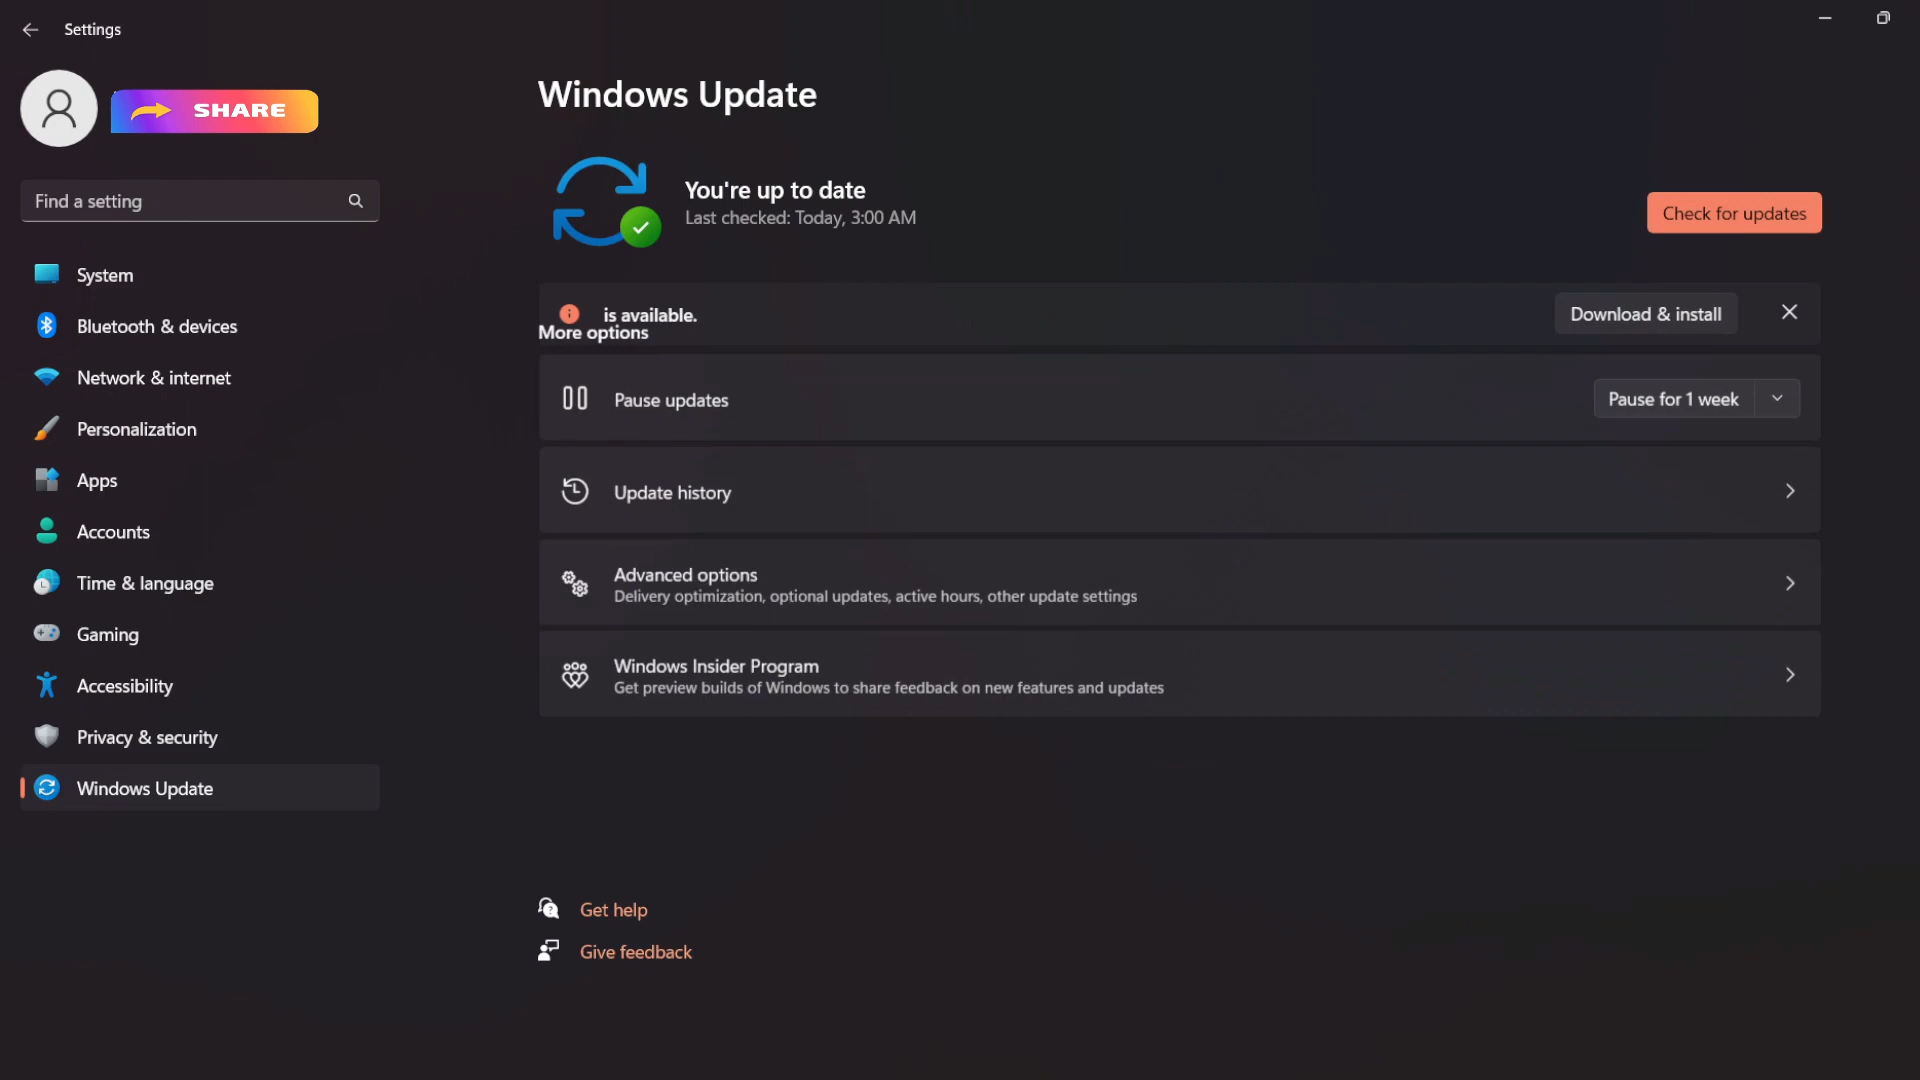 Settings
SHARE
Find a setting
System
Bluetooth & devices
Network & internet
Personalization
Apps
Accounts
Time & language
Gaming
Accessibility
Privacy & security
Windows Update
Windows Update
You're up to date
Last checked: Today, 3:00 AM
Check for updates
is available.
Download & install
More options
Pause updates
Pause for 1 week
Update history
Advanced options
Delivery optimization, optional updates, active hours, other update settings
Windows Insider Program
Get preview builds of Windows to share feedback on new features and updates
Get help
Give feedback